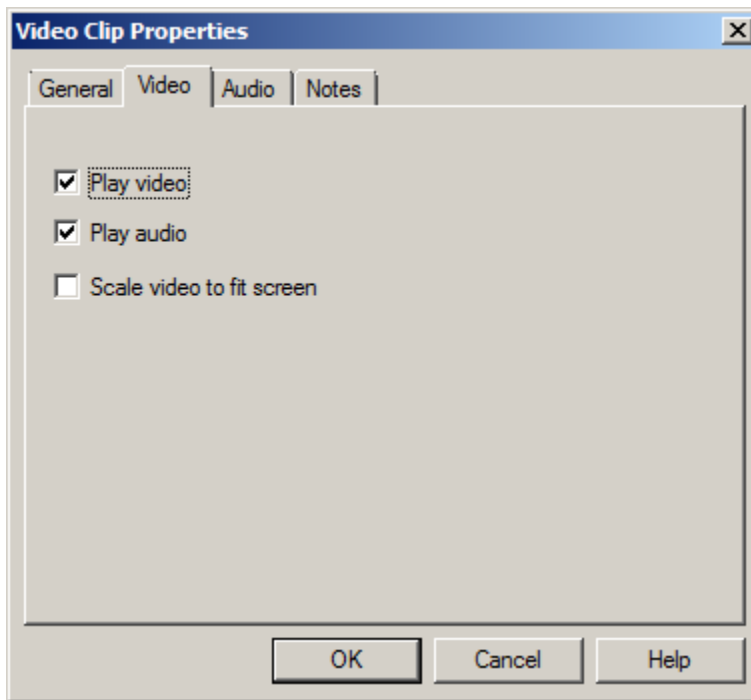 Video Clip Properties
General Video Audio Notes
Play video
Play audio
Scale video to fit screen
OK Cancel Help